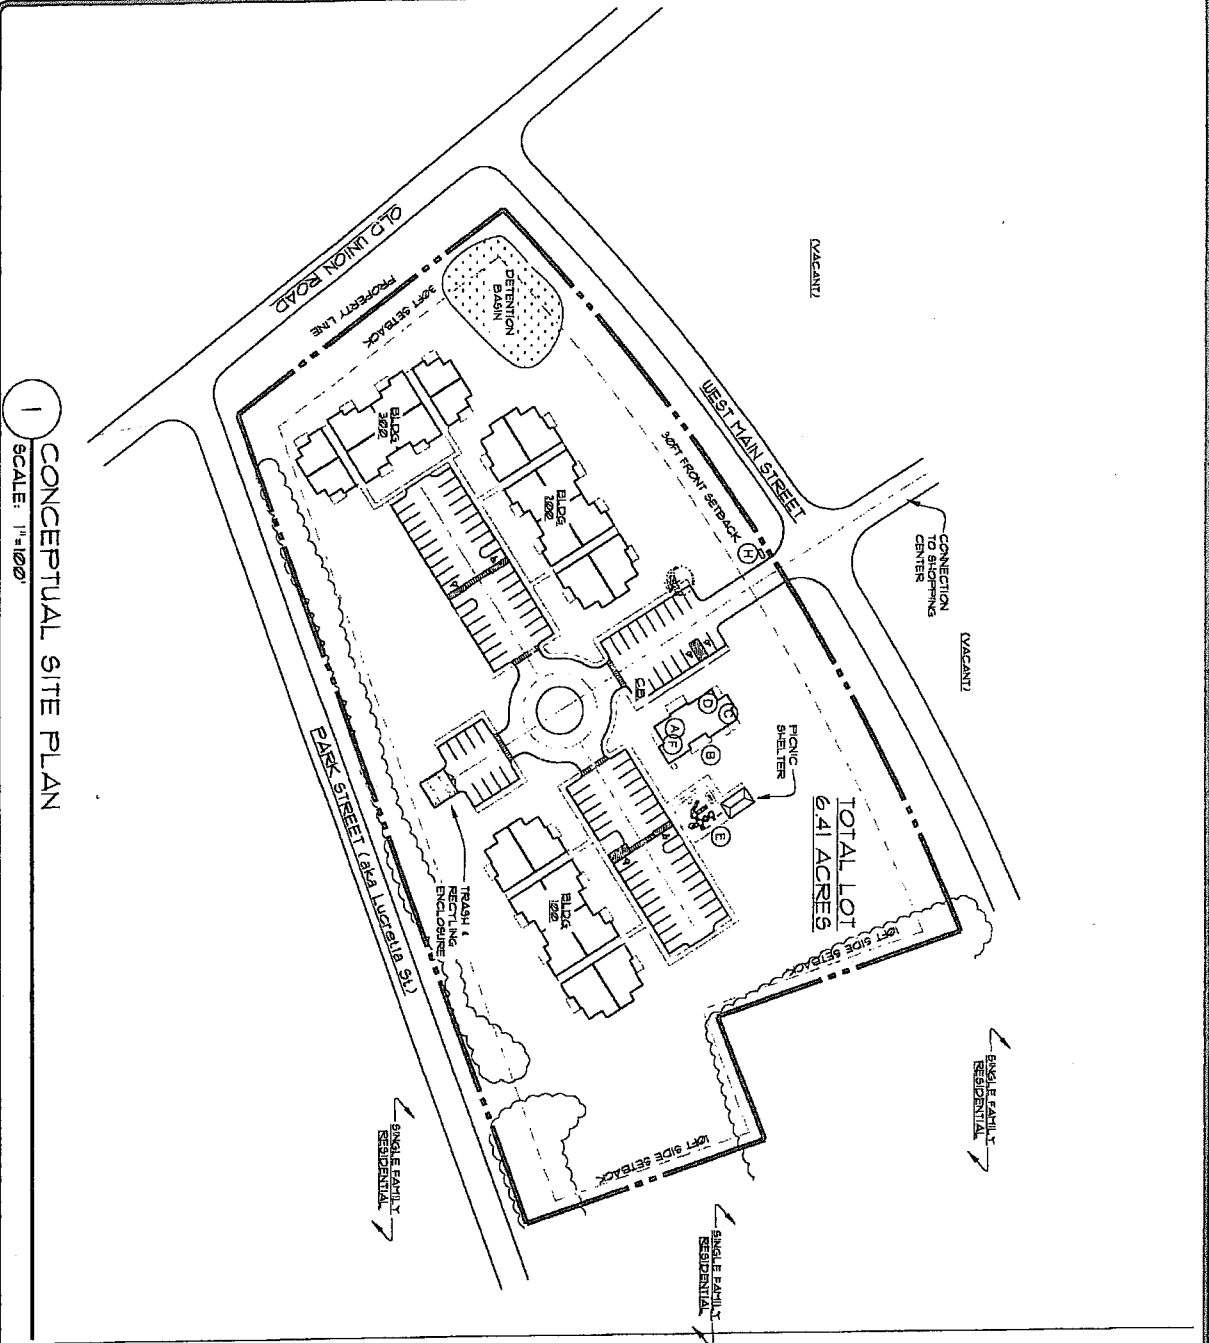 (VACANT)
OLD UNION ROAD
PROPERTY LINE
30FT SETBACK
DETENTION
BASIN
WEST MAIN STREET
30FT FRONT SETBACK
H
CONNECTION
TO SHOPPING
CENTER
(VACANT)
BLDG
300
BLDG
200
C.B.
D
C
A
F
B
E
PICNIC
SHELTER
TOTAL LOT
6.41 ACRES
BLDG
100
TRASH &
RECYLING
ENCLOSURE
PARK STREET (aka Lucretia St.)
10FT SIDE SETBACK
10FT SIDE SETBACK
SINGLE FAMILY
RESIDENTIAL
SINGLE FAMILY
RESIDENTIAL
SINGLE FAMILY
RESIDENTIAL
1
CONCEPTUAL SITE PLAN
SCALE: 1"=100'